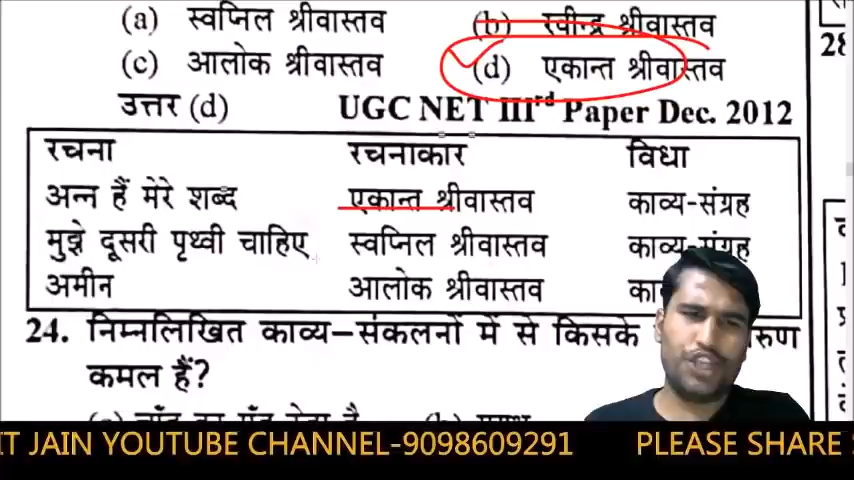 (a) स्वप्निल श्रीवास्तव (b) रवीन्द्र श्रीवास्तव
(c) आलोक श्रीवास्तव (d) एकान्त श्रीवास्तव
उत्तर (d) UGC NET IIIrd Paper Dec. 2012
रचना रचनाकार विधा
अन्न हैं मेरे शब्द एकान्त श्रीवास्तव काव्य-संग्रह
मुझे दूसरी पृथ्वी चाहिए स्वप्निल श्रीवास्तव काव्य-संग्रह
अमीन आलोक श्रीवास्तव
24. निम्नलिखित काव्य-संकलनों में से किसके
कमल हैं?
28
JAIN YOUTUBE CHANNEL-9098609291 PLEASE SHARE